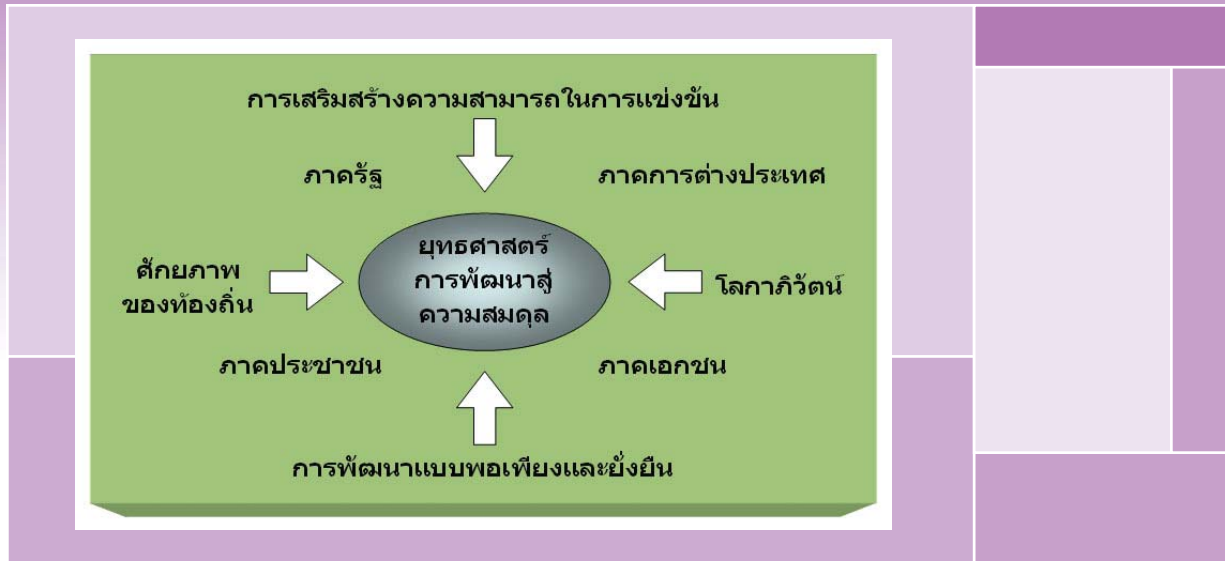 การเสริมสร้างความสามารถในการแข่งขัน
ภาครัฐ
ภาคการต่างประเทศ
ศักยภาพ
ของท้องถิ่น
ยุทธศาสตร์
การพัฒนาสู่
ความสมดุล
โลกาภิวัตน์
ภาคประชาชน
ภาคเอกชน
การพัฒนาแบบพอเพียงและยั่งยืน